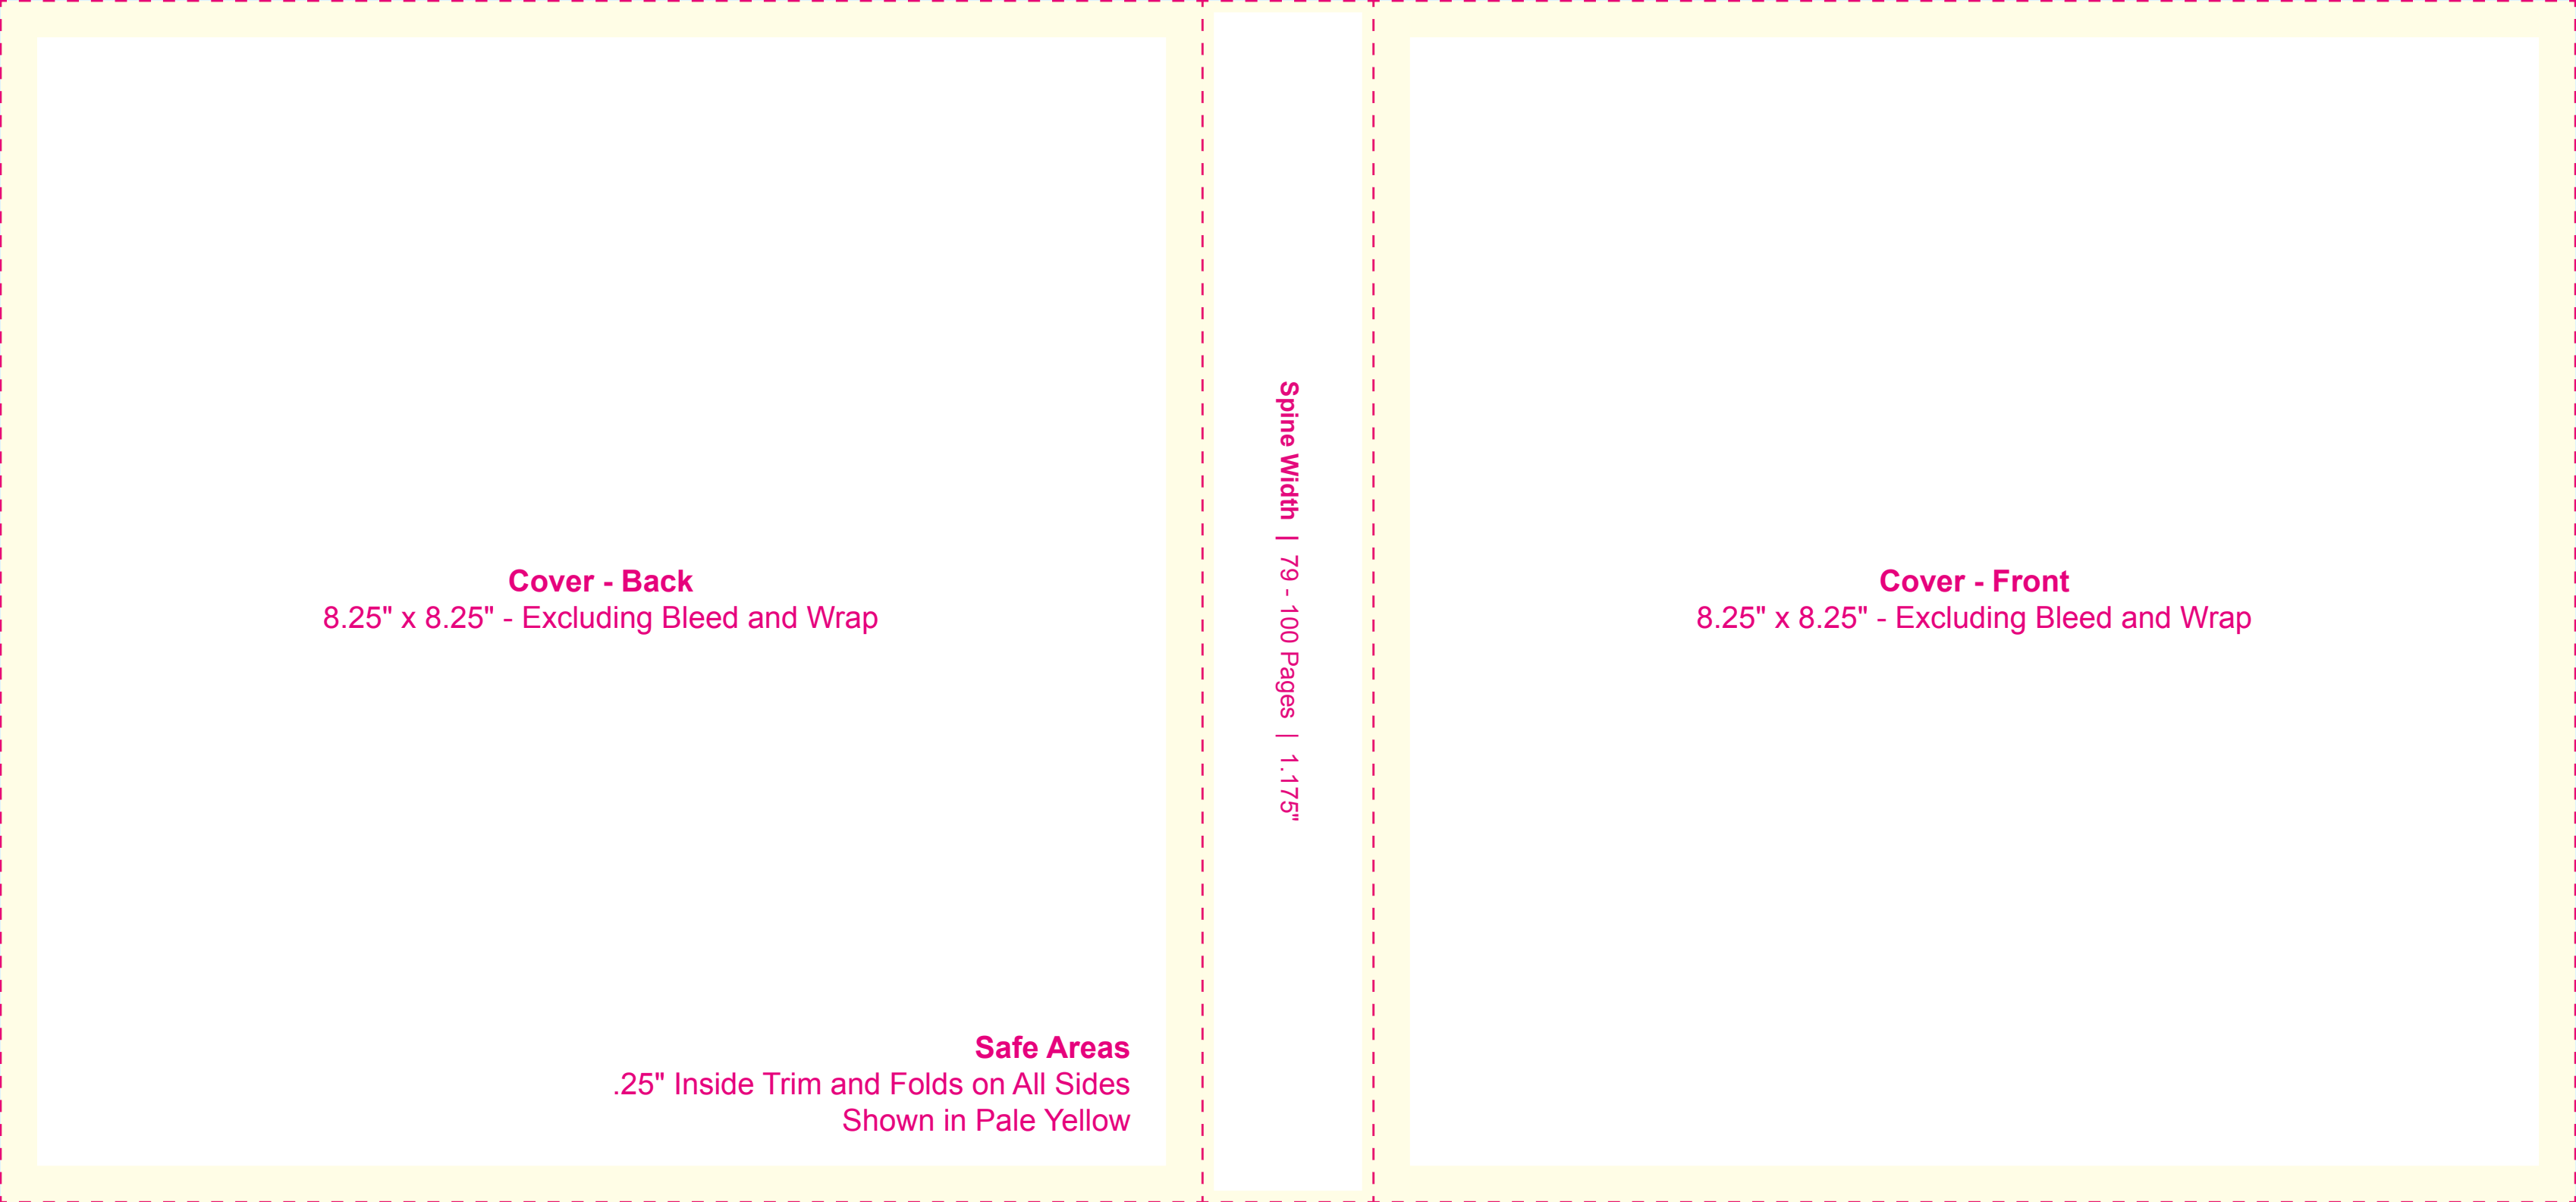 Cover - Back
8.25" x 8.25" - Excluding Bleed and Wrap
Safe Areas
.25" Inside Trim and Folds on All Sides
Shown in Pale Yellow
Spine Width | 79 - 100 Pages | 1.175"
Cover - Front
8.25" x 8.25" - Excluding Bleed and Wrap